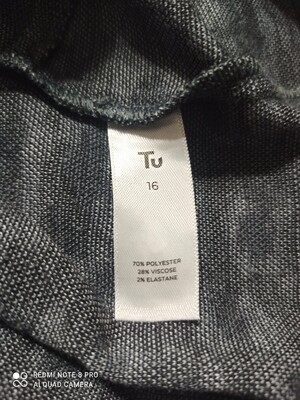 Tu
16
70% POLYESTER
28% VISCOSE
2% ELASTANE
REDMI NOTE 8 PRO
AI QUAD CAMERA